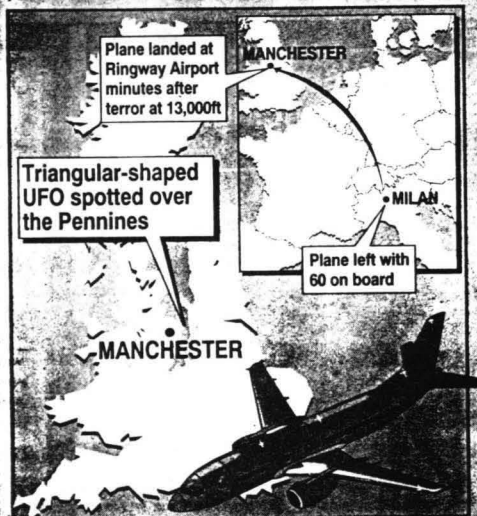 Plane landed at
Ringway Airport
minutes after
terror at 13,000ft
MANCHESTER
MILAN
Plane left with
60 on board
Triangular-shaped
UFO spotted over
the Pennines
MANCHESTER